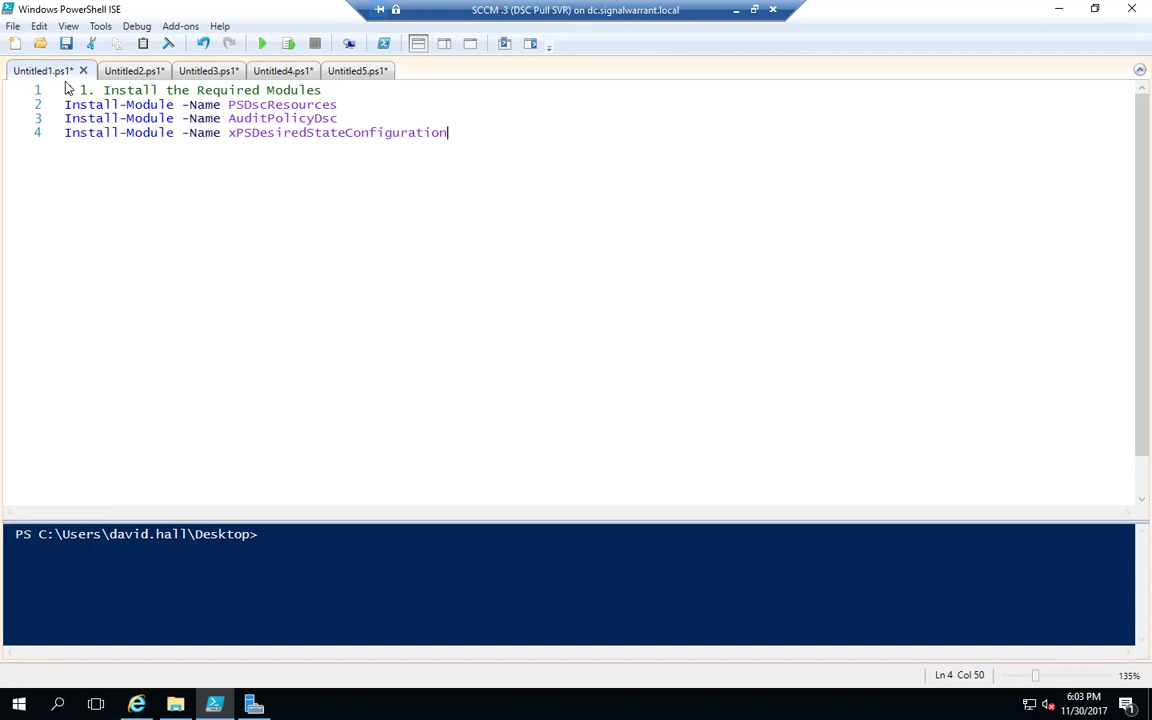 Windows PowerShell ISE
SCCM .3 (DSC Pull SVR) on dc.signalwarrant.local
File Edit View Tools Debug Add-ons Help
Untitled1.ps1* Untitled2.ps1* Untitled3.ps1* Untitled4.ps1* Untitled5.ps1*
1 1. Install the Required Modules
2 Install-Module -Name PSDscResources
3 Install-Module -Name AuditPolicyDsc
4 Install-Module -Name xPSDesiredStateConfiguration
PS C:\Users\david.hall\Desktop>
Ln 4 Col 50 135%
6:03 PM
11/30/2017
1